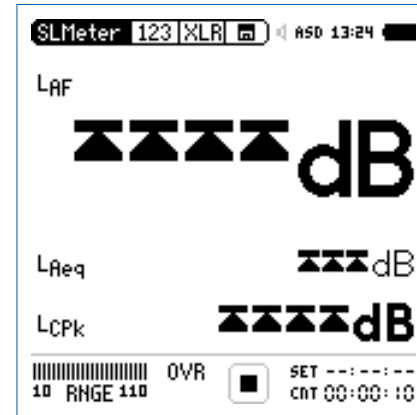 SLMeter 123 XLR ASD 13:24
LAF
dB
LAeq dB
LCPk dB
OVR SET --:--:--
10 RNGE 110 CNT 00:00:10